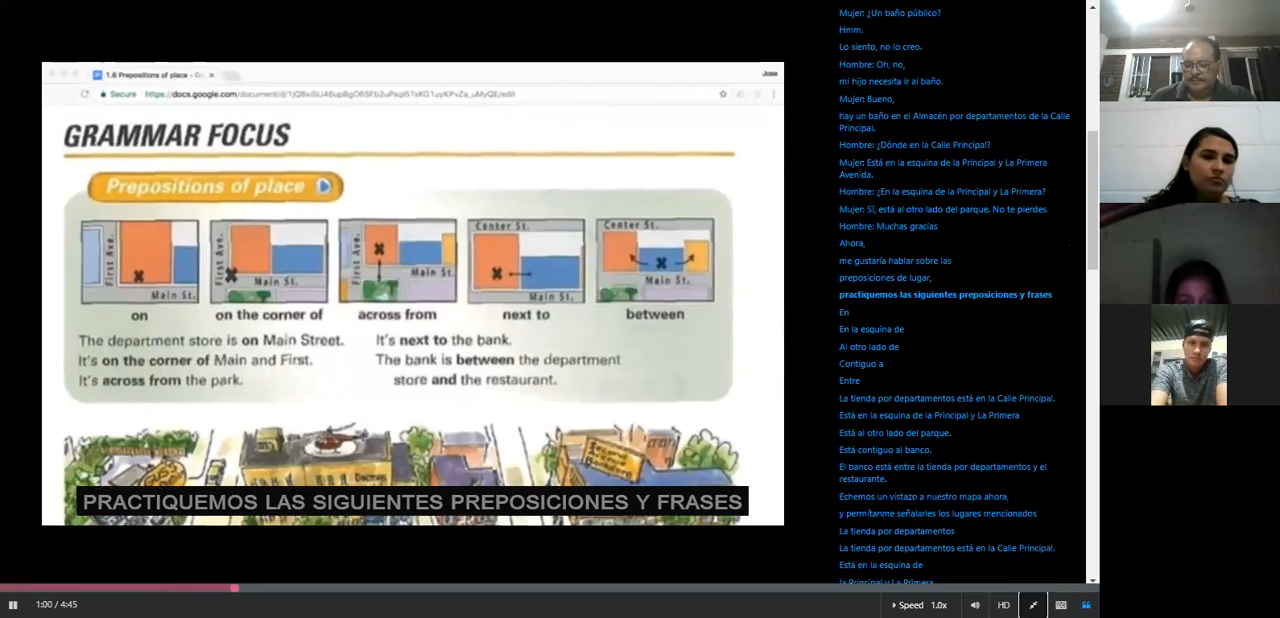 1.6 Prepositions of place - G
Jose
Secure
GRAMMAR FOCUS
Prepositions of place
First Ave.
Main St.
First Ave.
Main St.
First Ave.
Main St.
Center St.
Main St.
Center St.
Main St.
on
on the corner of
across from
next to
between
The department store is on Main Street.
It's on the corner of Main and First.
It's across from the park.
It's next to the bank.
The bank is between the department
store and the restaurant.
PRACTIQUEMOS LAS SIGUIENTES PREPOSICIONES Y FRASES
1:00 / 4:45
Speed 1.0x
HD
Mujer: ¿Un baño público?
Hmm.
Lo siento, no lo creo.
Hombre: Oh, no,
mi hijo necesita ir al baño.
Mujer: Bueno,
hay un baño en el Almacén por departamentos de la Calle
Principal.
Hombre: ¿Dónde en la Calle Principal?
Mujer: Está en la esquina de la Principal y La Primera
Avenida.
Hombre: ¿En la esquina de la Principal y La Primera?
Mujer: Sí, está al otro lado del parque. No te pierdes.
Hombre: Muchas gracias
Ahora,
me gustaría hablar sobre las
preposiciones de lugar,
practiquemos las siguientes preposiciones y frases
En
En la esquina de
Al otro lado de
Contiguo a
Entre
La tienda por departamentos está en la Calle Principal.
Está en la esquina de la Principal y La Primera
Está al otro lado del parque.
Está contiguo al banco.
El banco está entre la tienda por departamentos y el
restaurante.
Echemos un vistazo a nuestro mapa ahora,
y permítanme señalarles los lugares mencionados
La tienda por departamentos
La tienda por departamentos está en la Calle Principal.
Está en la esquina de
la Principal y La Primera